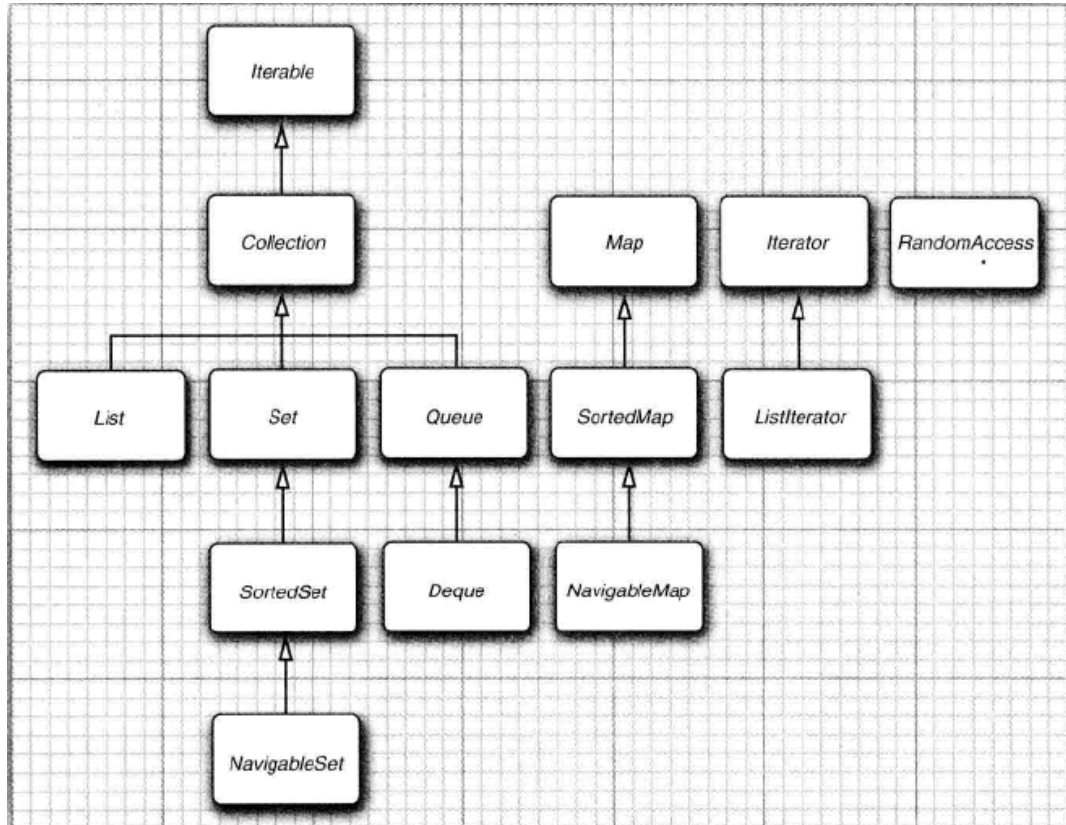 Iterable
Collection
Map
Iterator
RandomAccess
List
Set
Queue
SortedMap
ListIterator
SortedSet
Deque
NavigableMap
NavigableSet